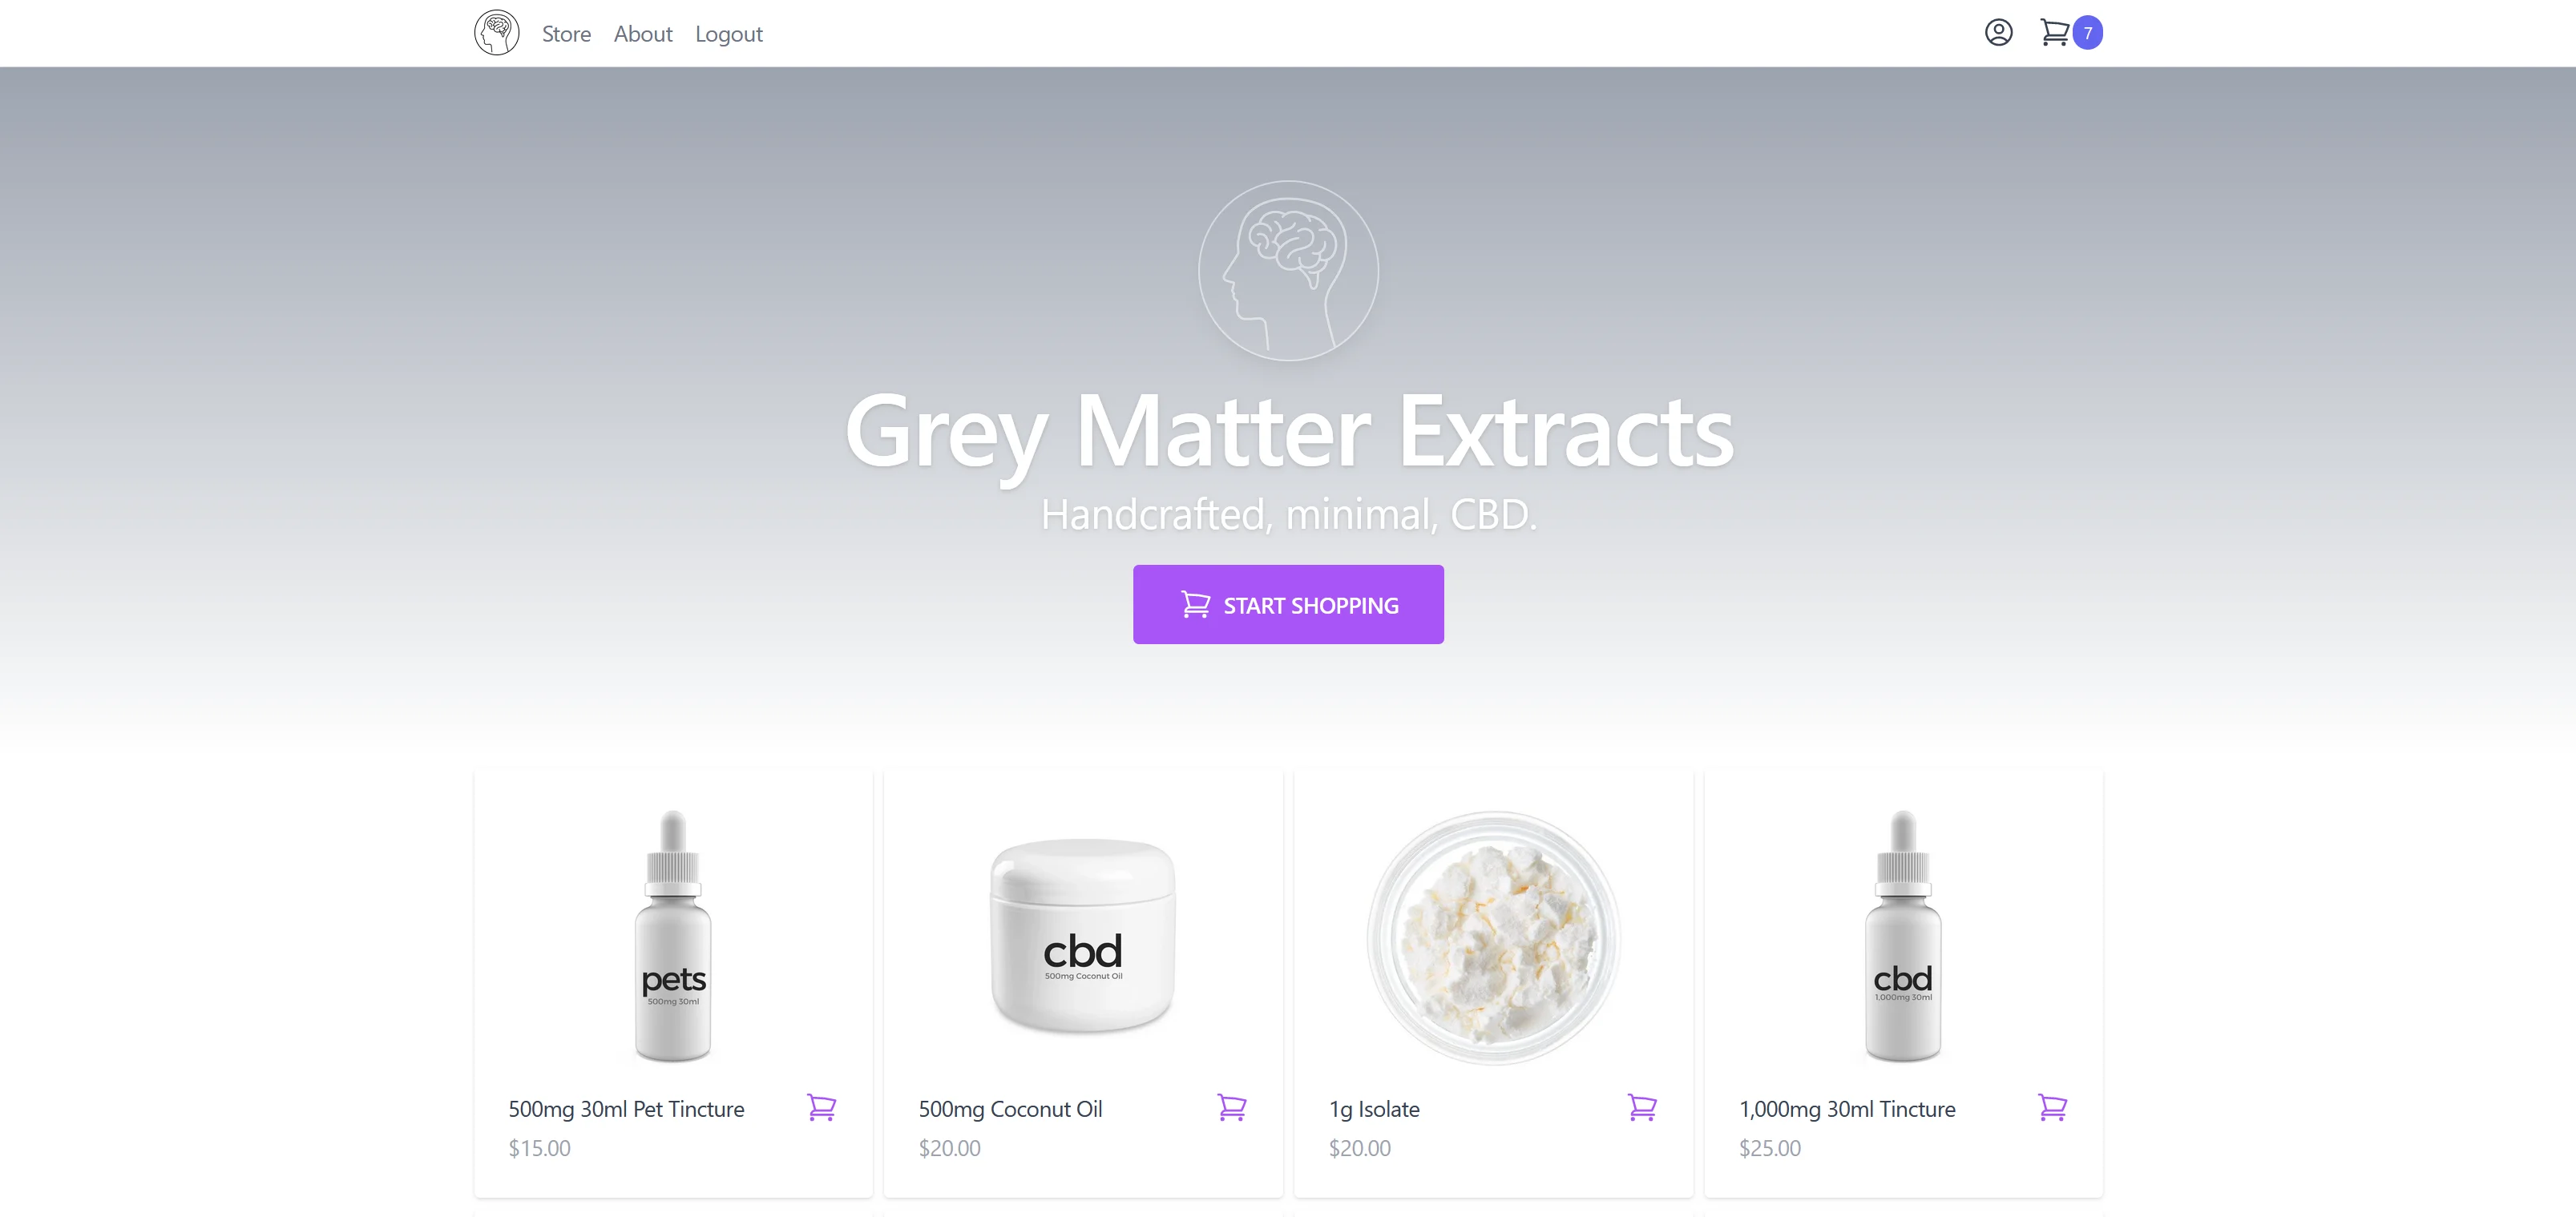 Store About Logout
7
Grey Matter Extracts
Handcrafted, minimal, CBD.
START SHOPPING
pets
500mg 30ml
cbd
500mg Coconut Oil
cbd
1,000mg 30ml
500mg 30ml Pet Tincture
$15.00
500mg Coconut Oil
$20.00
1g Isolate
$20.00
1,000mg 30ml Tincture
$25.00